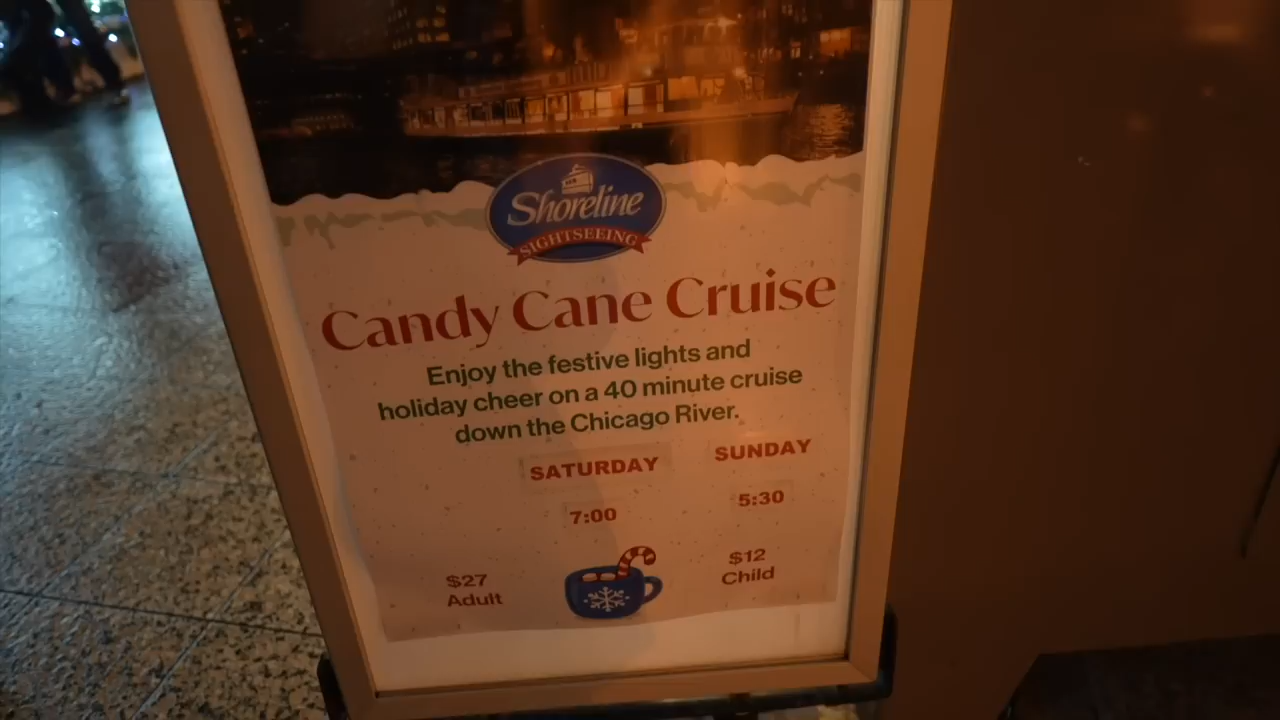 Shoreline
SIGHTSEEING
Candy Cane Cruise
Enjoy the festive lights and
holiday cheer on a 40 minute cruise
down the Chicago River.
SATURDAY SUNDAY
7:00 5:30
$27 $12
Adult Child